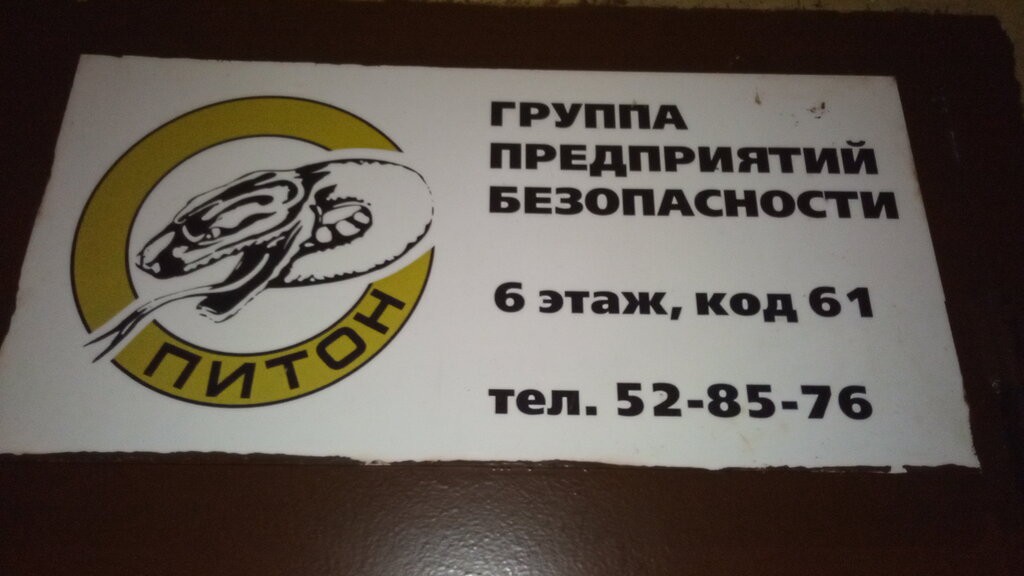 ПИТОН
ГРУППА
ПРЕДПРИЯТИЙ
БЕЗОПАСНОСТИ
6 этаж, код 61
тел. 52-85-76